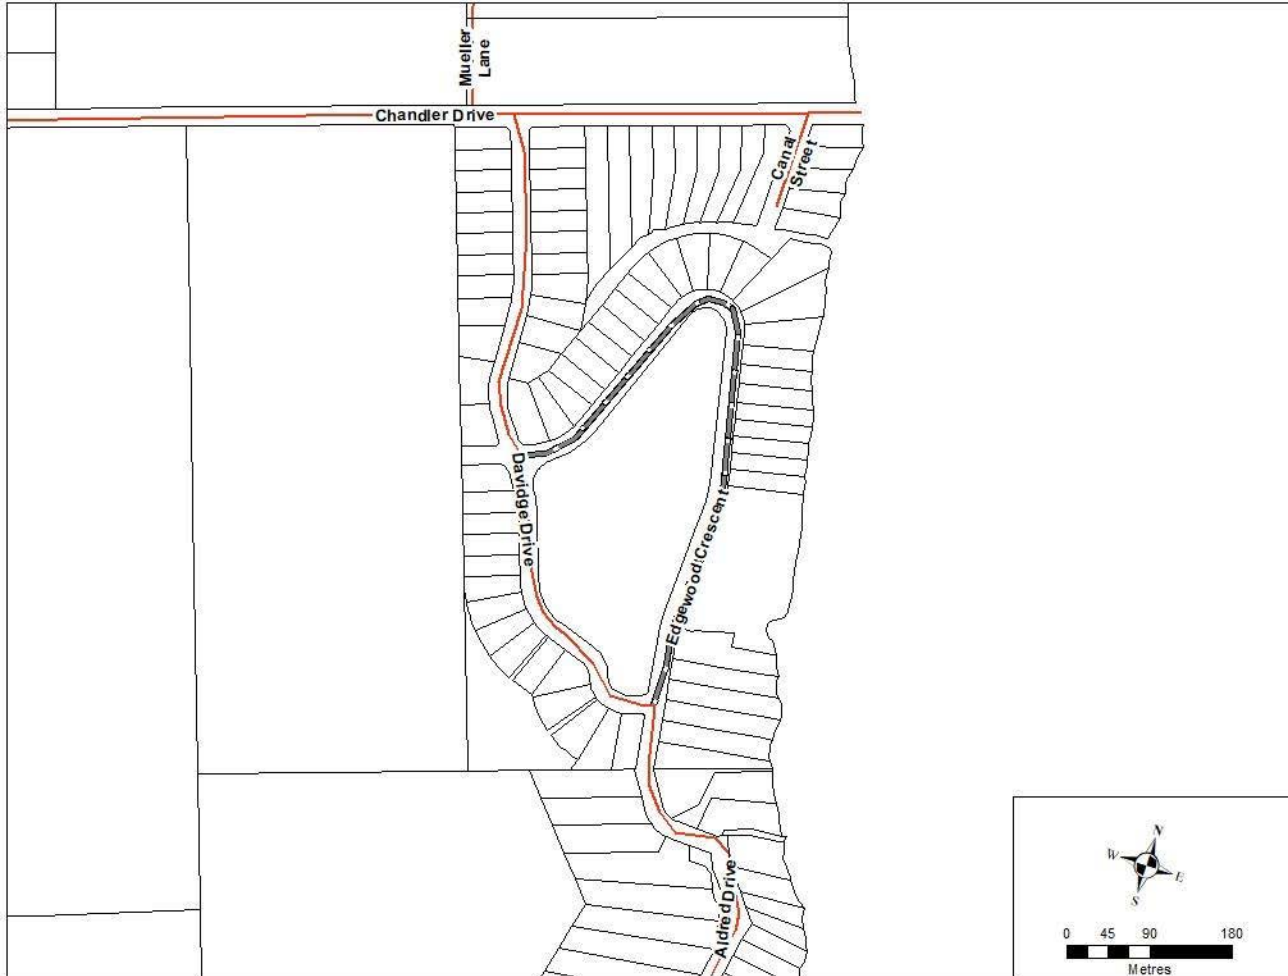 Mueller
Lane
Chandler Drive
Canal
Street
Davidge Drive
Edgewood Crescent
Aldred Drive
N
W
E
S
0 45 90 180
Metres